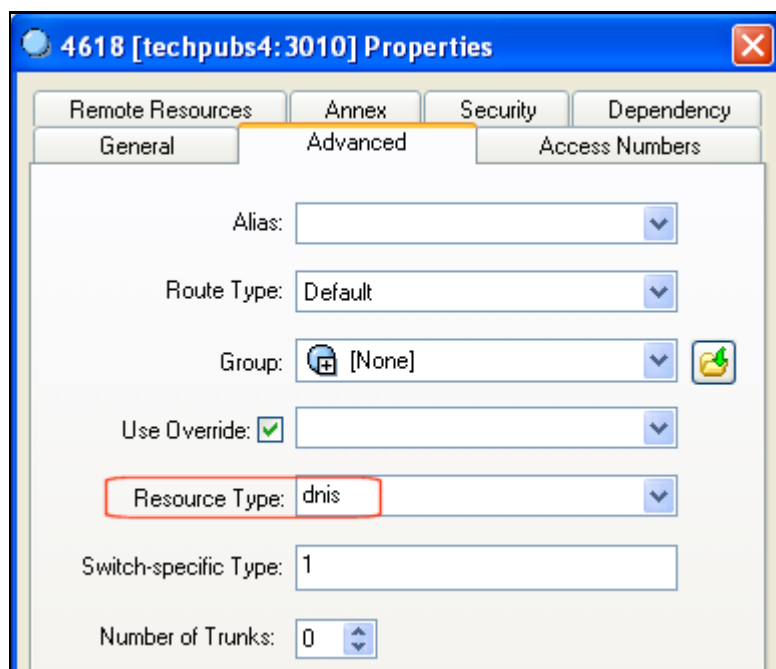 4618 [techpubs4:3010] Properties
Remote Resources Annex Security Dependency
General Advanced Access Numbers
Alias:
Route Type: Default
Group: [None]
Use Override:
Resource Type: dnis
Switch-specific Type: 1
Number of Trunks: 0